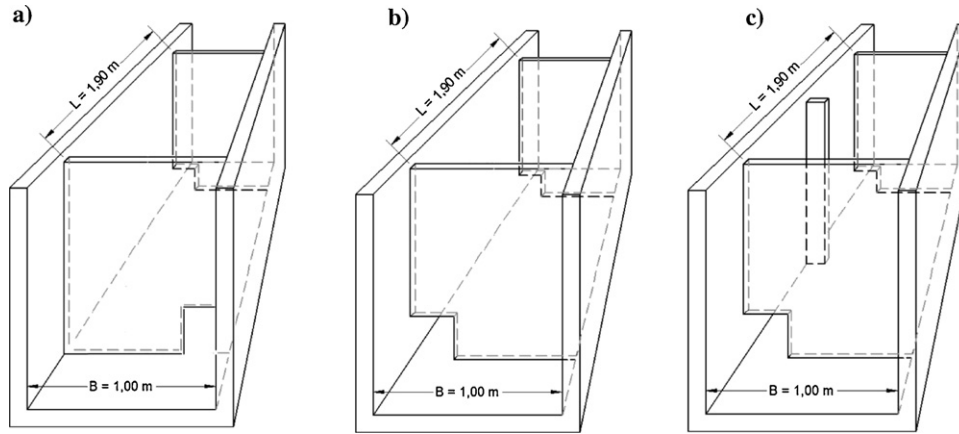 a)
L = 1,90 m
B = 1,00 m
b)
L = 1,90 m
B = 1,00 m
c)
L = 1,90 m
B = 1,00 m